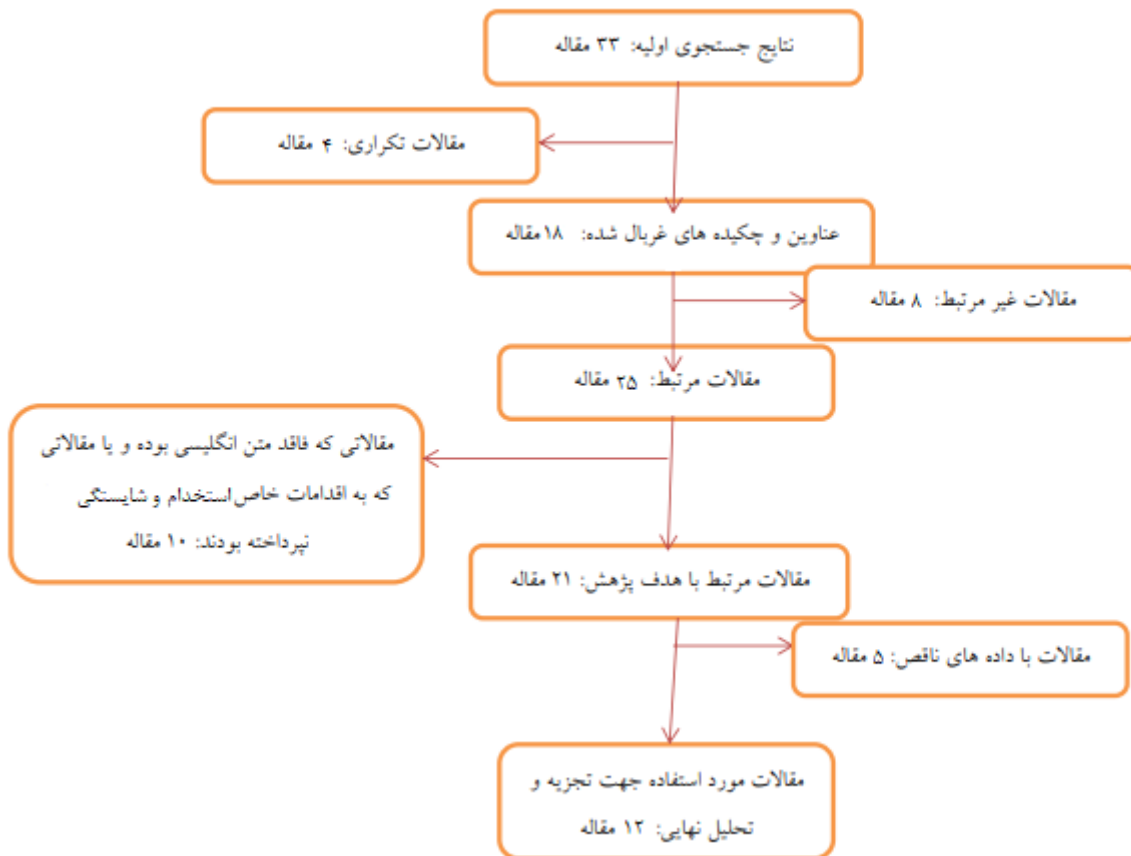 نتایج جستجوی اولیه: ۳۳ مقاله
مقالات تکراری: ۴ مقاله
عناوین و چکیده های غربال شده: ۱۸مقاله
مقالات غیر مرتبط: ۸ مقاله
مقالات مرتبط: ۲۵ مقاله
مقالاتی که فاقد متن انگلیسی بوده و یا مقالاتی
که به اقدامات خاص استخدام و شایستگی
نپرداخته بودند: ۱۰ مقاله
مقالات مرتبط با هدف پژهش: ۲۱ مقاله
مقالات با داده های ناقص: ۵ مقاله
مقالات مورد استفاده جهت تجزیه و
تحلیل نهایی: ۱۲ مقاله